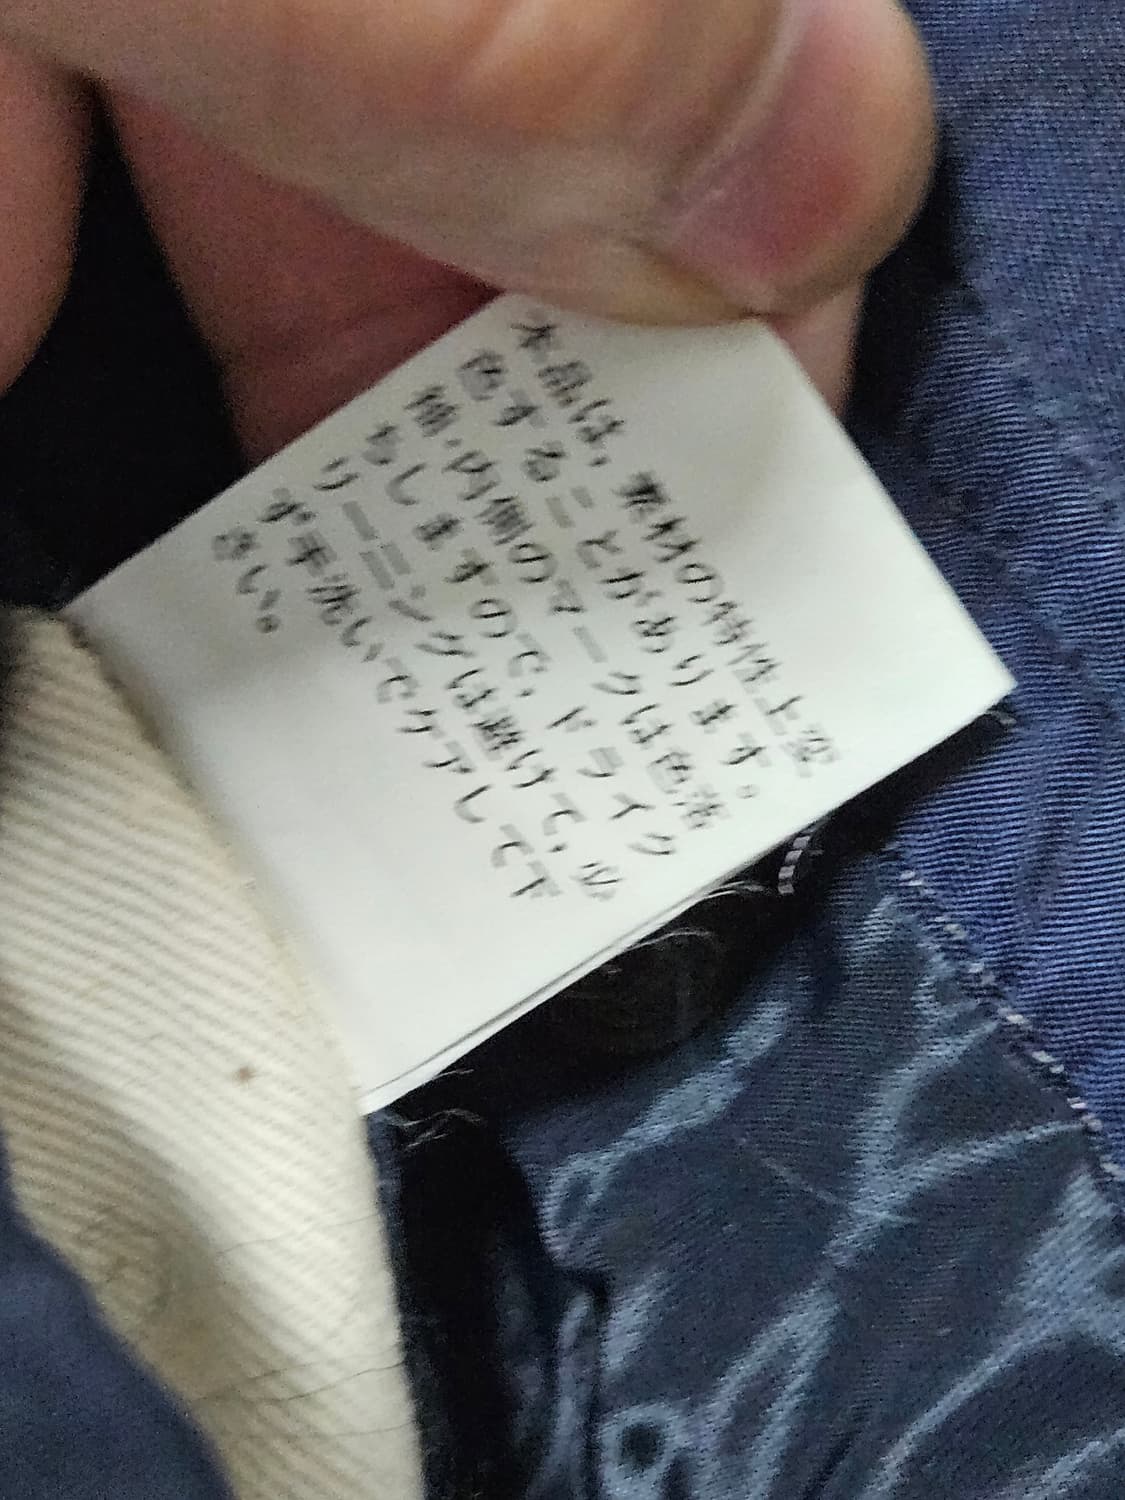 本品は、素材の特性上変
色することがあります。
袖・内側のマークは色落
ちしますので、ドライク
リーニングは避けて、必
ず手洗いでケアして下
さい。